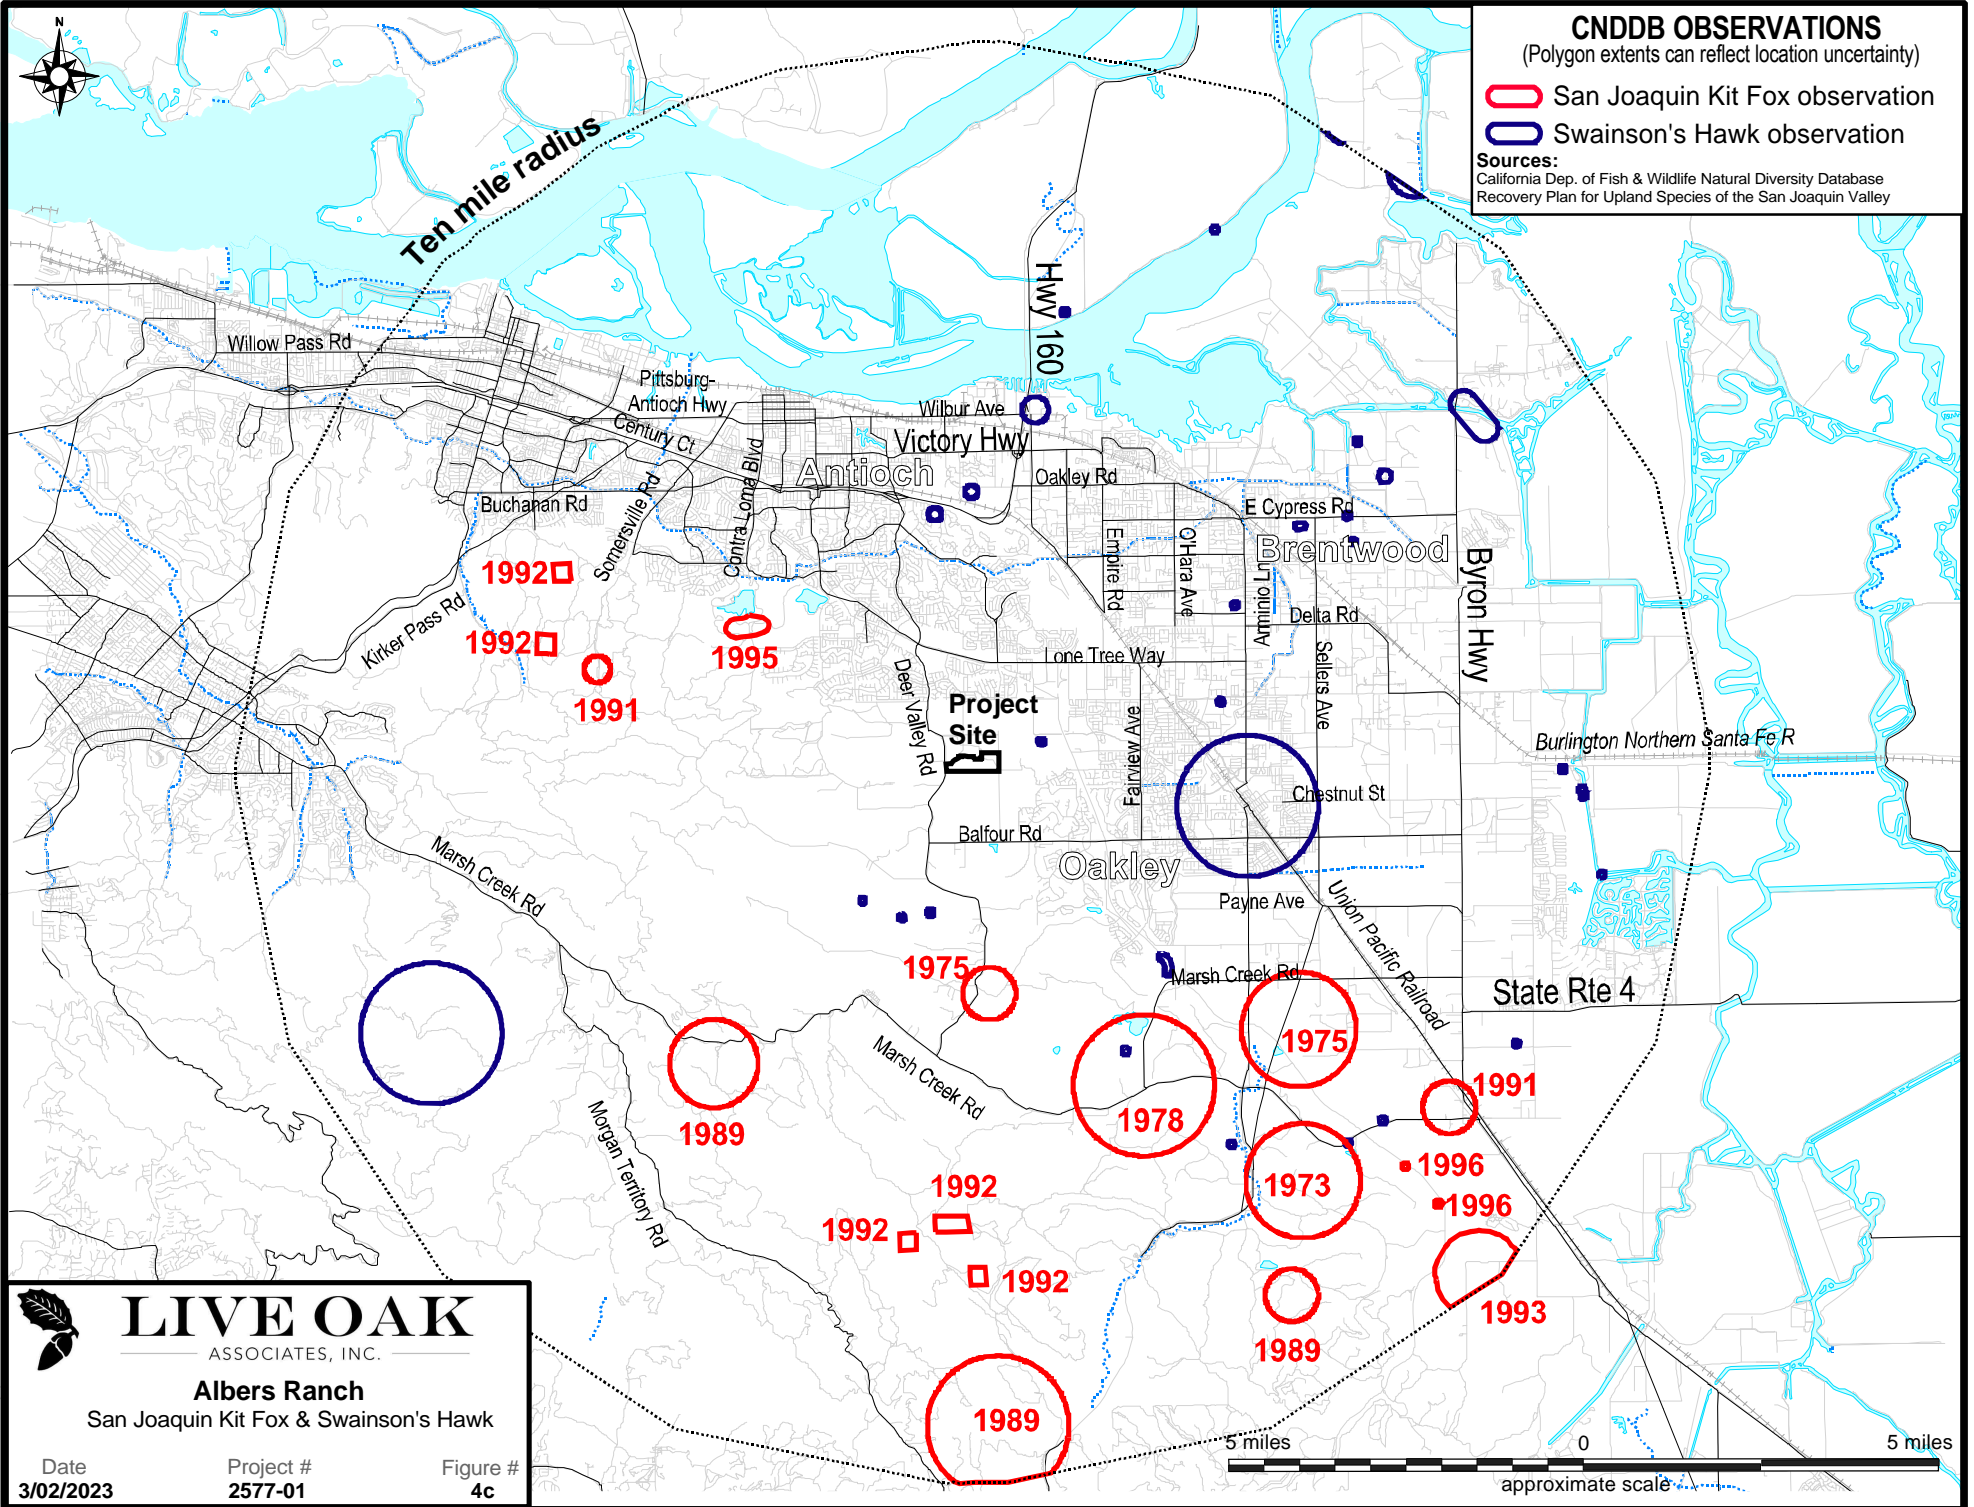 N
CNDDB OBSERVATIONS
(Polygon extents can reflect location uncertainty)
San Joaquin Kit Fox observation
Swainson's Hawk observation
Sources:
California Dep. of Fish & Wildlife Natural Diversity Database
Recovery Plan for Upland Species of the San Joaquin Valley
Ten mile radius
Hwy 160
Willow Pass Rd
Pittsburg-
Antioch Hwy
Century Ct
Wilbur Ave
Victory Hwy
Antioch
Oakley Rd
Buchanan Rd
Somersville Rd
Contra Loma Blvd
E Cypress Rd
Brentwood
Empire Rd
O'Hara Ave
Byron Hwy
1992
Kirker Pass Rd
1992
1991
1995
Delta Rd
Lone Tree Way
Sellers Ave
Deer Valley Rd
Project
Site
Fairview Ave
Burlington Northern Santa Fe R
Chestnut St
Balfour Rd
Oakley
Marsh Creek Rd
Payne Ave
Union Pacific Railroad
1975
Marsh Creek Rd
State Rte 4
1975
Marsh Creek Rd
1991
1989
1978
Morgan Territory Rd
1996
1973
1992
1996
1992
1992
1993
1989
1989
LIVE OAK
ASSOCIATES, INC.
Albers Ranch
San Joaquin Kit Fox & Swainson's Hawk
Date
Project #
Figure #
3/02/2023
2577-01
4c
5 miles
0
5 miles
approximate scale